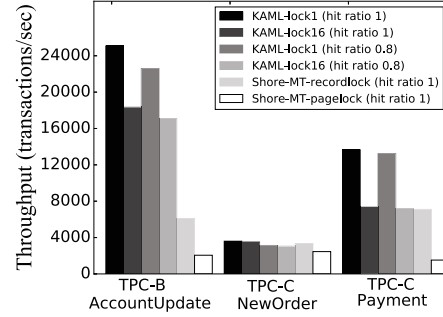 KAML-lock1 (hit ratio 1)
KAML-lock16 (hit ratio 1)
KAML-lock1 (hit ratio 0.8)
KAML-lock16 (hit ratio 0.8)
Shore-MT-recordlock (hit ratio 1)
Shore-MT-pagelock (hit ratio 1)
Throughput (transactions/sec)
24000
20000
16000
12000
8000
4000
0
TPC-B
AccountUpdate
TPC-C
NewOrder
TPC-C
Payment